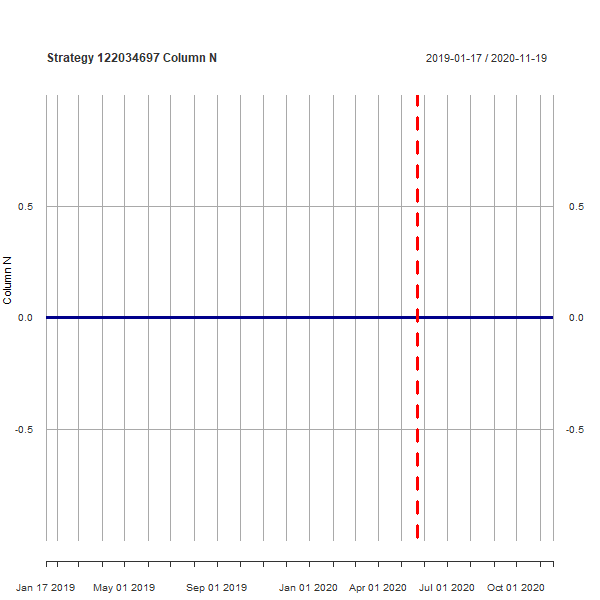 Strategy 122034697 Column N
2019-01-17 / 2020-11-19
0.5
0.5
Column N
0.0
0.0
-0.5
-0.5
Jan 17 2019
May 01 2019
Sep 01 2019
Jan 01 2020
Apr 01 2020
Jul 01 2020
Oct 01 2020